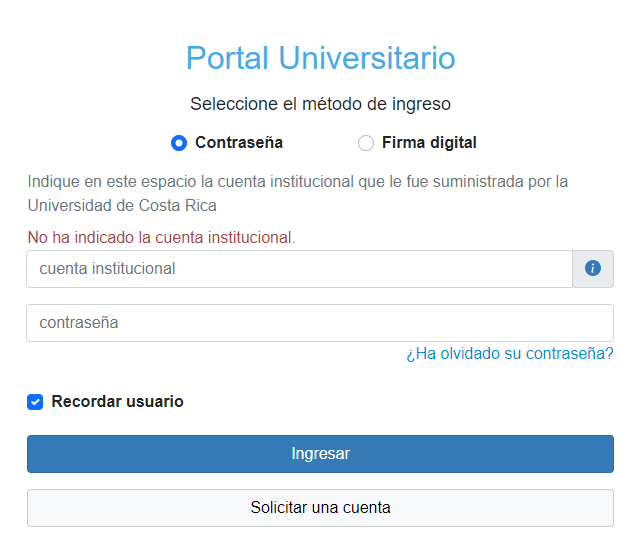 Portal Universitario
Seleccione el método de ingreso
Contraseña Firma digital
Indique en este espacio la cuenta institucional que le fue suministrada por la
Universidad de Costa Rica
No ha indicado la cuenta institucional.
cuenta institucional
contraseña
¿Ha olvidado su contraseña?
Recordar usuario
Ingresar
Solicitar una cuenta